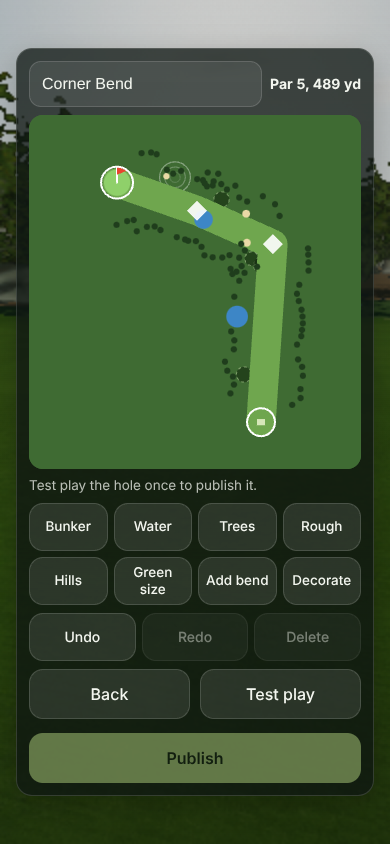 Corner Bend
Par 5, 489 yd
Test play the hole once to publish it.
Bunker
Water
Trees
Rough
Hills
Green
size
Add bend
Decorate
Undo
Redo
Delete
Back
Test play
Publish